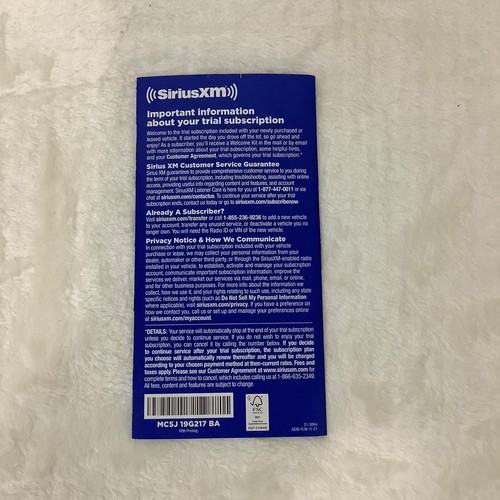 ((SiriusXM))
Important information
about your trial subscription
Welcome to the trial subscription included with your newly purchased or
leased vehicle. It started the day you drove off the lot, so go ahead and
enjoy! As a subscriber, you'll receive a Welcome Kit in the mail or by email
with more information about your trial subscription, some helpful hints,
and your Customer Agreement, which governs your trial subscription.*
Sirius XM Customer Service Guarantee
Sirius XM guarantees to provide comprehensive customer service to you during
the term of your trial subscription, including troubleshooting, assisting with online
access, providing useful info regarding content and features, and account
management. SiriusXM Listener Care is here for you at 1-877-447-0011 or via
chat at siriusxm.com/contactus. To continue your service after your trial
subscription ends, contact us today or go to siriusxm.com/subscribenow.
Already A Subscriber?
Visit siriusxm.com/transfer or call 1-855-236-9236 to add a new vehicle
to your account, transfer any unused service, or deactivate a vehicle you
no longer own. You will need the Radio ID or VIN of the new vehicle.
Privacy Notice & How We Communicate
In connection with your trial subscription included with your vehicle
purchase or lease, we may collect your personal information from your
dealer, automaker or other third party, or through the SiriusXM-enabled radio
installed in your vehicle to establish, activate and manage your subscription
account, communicate important subscription information, improve the
services we deliver, market our services via mail, phone, email, or online,
and for other business purposes. For more info about the information we
collect, how we use it, and your rights relating to such use, including any state
specific notices and rights (such as Do Not Sell My Personal Information
where applicable), visit siriusxm.com/privacy. If you have a preference on
how we contact you, call us or set up and manage your preferences online
at siriusxm.com/myaccount.
*DETAILS: Your service will automatically stop at the end of your trial subscription
unless you decide to continue service. If you do not wish to enjoy your trial
subscription, you can cancel it by calling the number below. If you decide
to continue service after your trial subscription, the subscription plan
you choose will automatically renew thereafter and you will be charged
according to your chosen payment method at then-current rates. Fees and
taxes apply. Please see our Customer Agreement at www.siriusxm.com for
complete terms and how to cancel, which includes calling us at 1-866-635-2349.
All fees, content and features are subject to change.
MC5J 19G217 BA
Fifth Printing
FSC